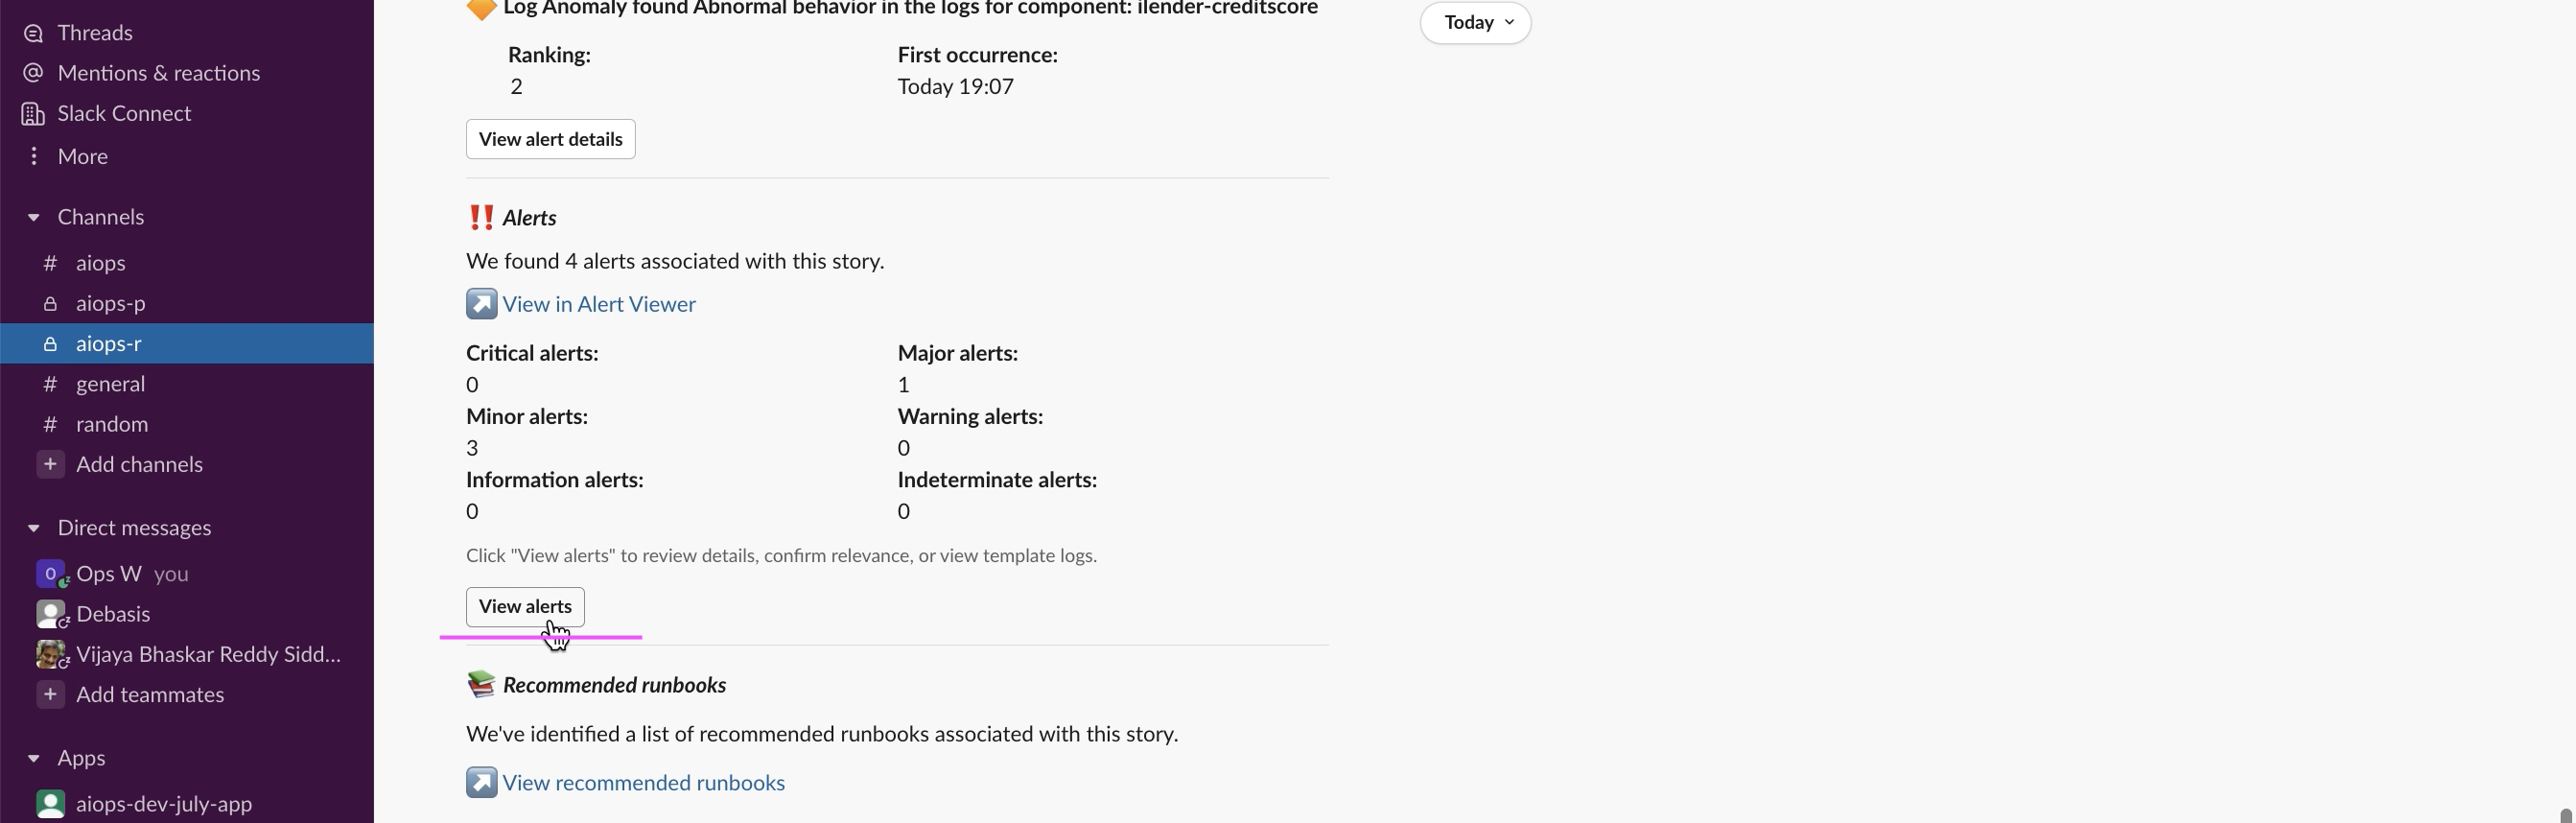 Threads
Mentions & reactions
Slack Connect
More
Channels
# aiops
aiops-p
aiops-r
# general
# random
+ Add channels
Direct messages
O Ops W you
Debasis
Vijaya Bhaskar Reddy Sidd...
+ Add teammates
Apps
aiops-dev-july-app
Log Anomaly found Abnormal behavior in the logs for component: ilender-creditscore
Today
Ranking: First occurrence:
2 Today 19:07
View alert details
Alerts
We found 4 alerts associated with this story.
View in Alert Viewer
Critical alerts: Major alerts:
0 1
Minor alerts: Warning alerts:
3 0
Information alerts: Indeterminate alerts:
0 0
Click "View alerts" to review details, confirm relevance, or view template logs.
View alerts
Recommended runbooks
We've identified a list of recommended runbooks associated with this story.
View recommended runbooks